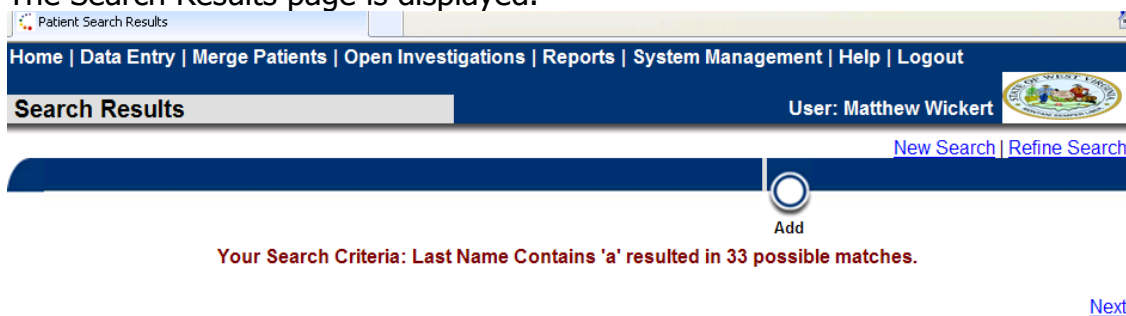 The Search Results page is displayed.
Patient Search Results
Home | Data Entry | Merge Patients | Open Investigations | Reports | System Management | Help | Logout
Search Results
User: Matthew Wickert
New Search | Refine Search
Add
Your Search Criteria: Last Name Contains 'a' resulted in 33 possible matches.
Next